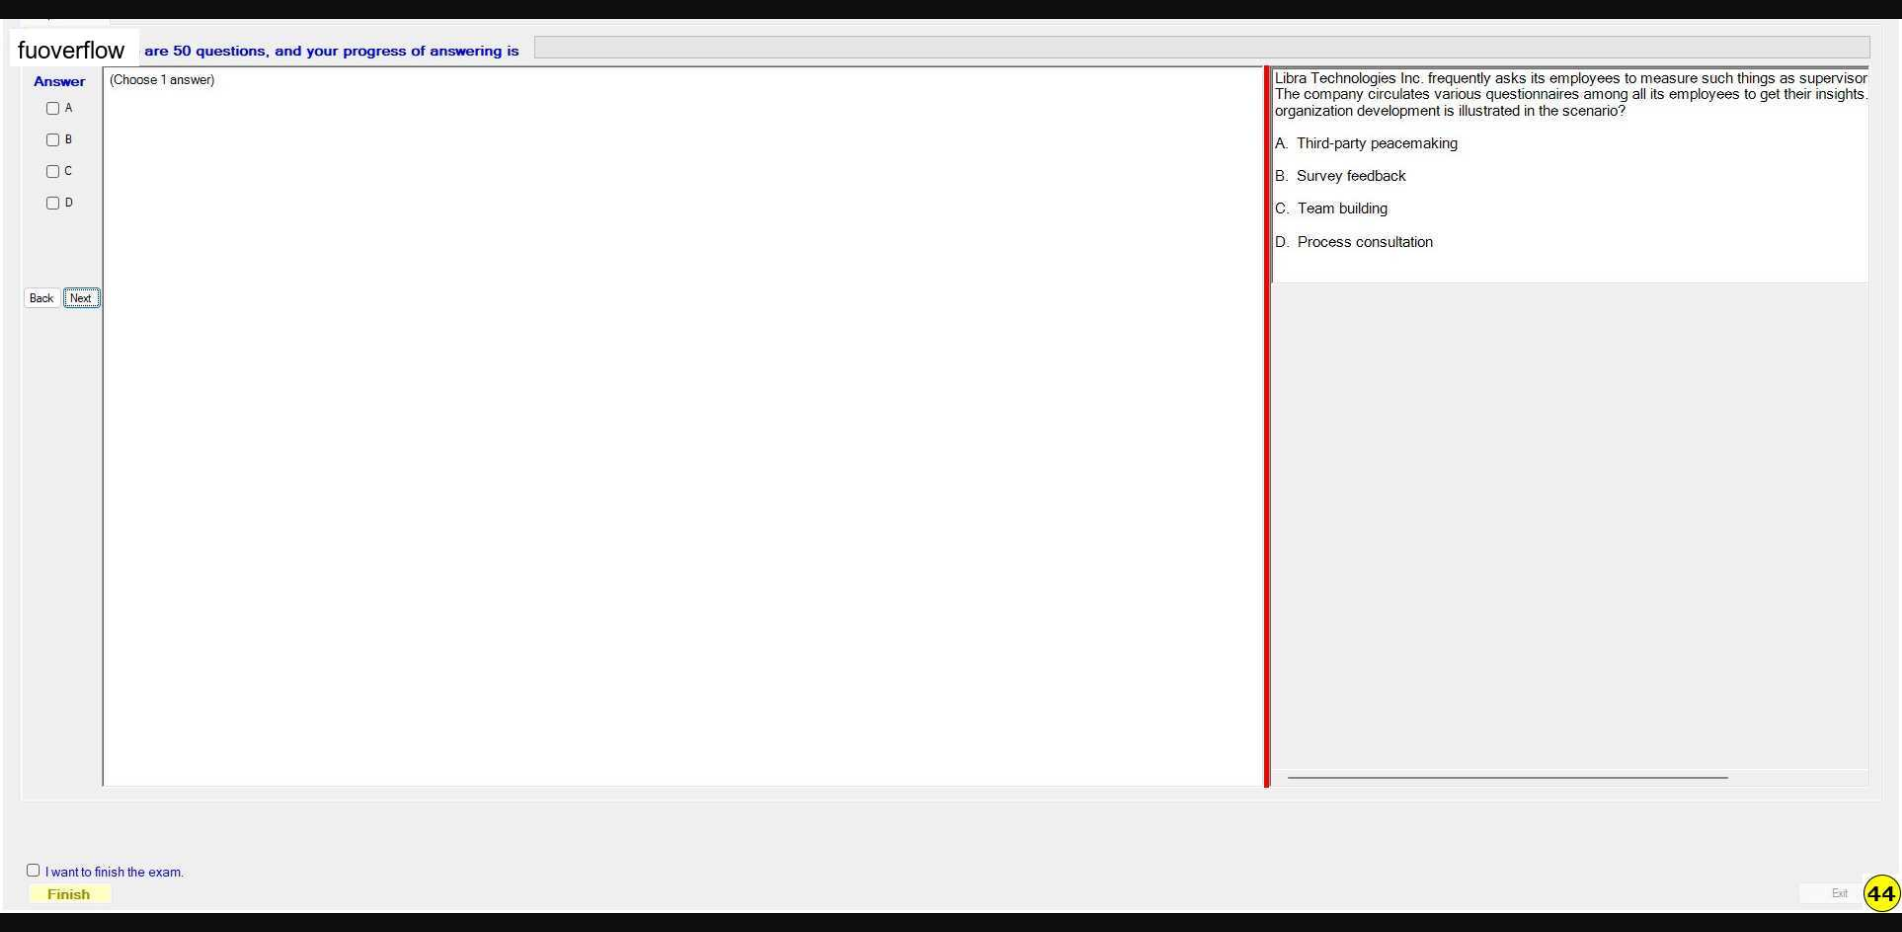 fuoverflow are 50 questions, and your progress of answering is
Answer
A
B
C
D
Back Next
(Choose 1 answer)
Libra Technologies Inc. frequently asks its employees to measure such things as supervisor
The company circulates various questionnaires among all its employees to get their insights.
organization development is illustrated in the scenario?
A. Third-party peacemaking
B. Survey feedback
C. Team building
D. Process consultation
I want to finish the exam.
Finish
Exit
44